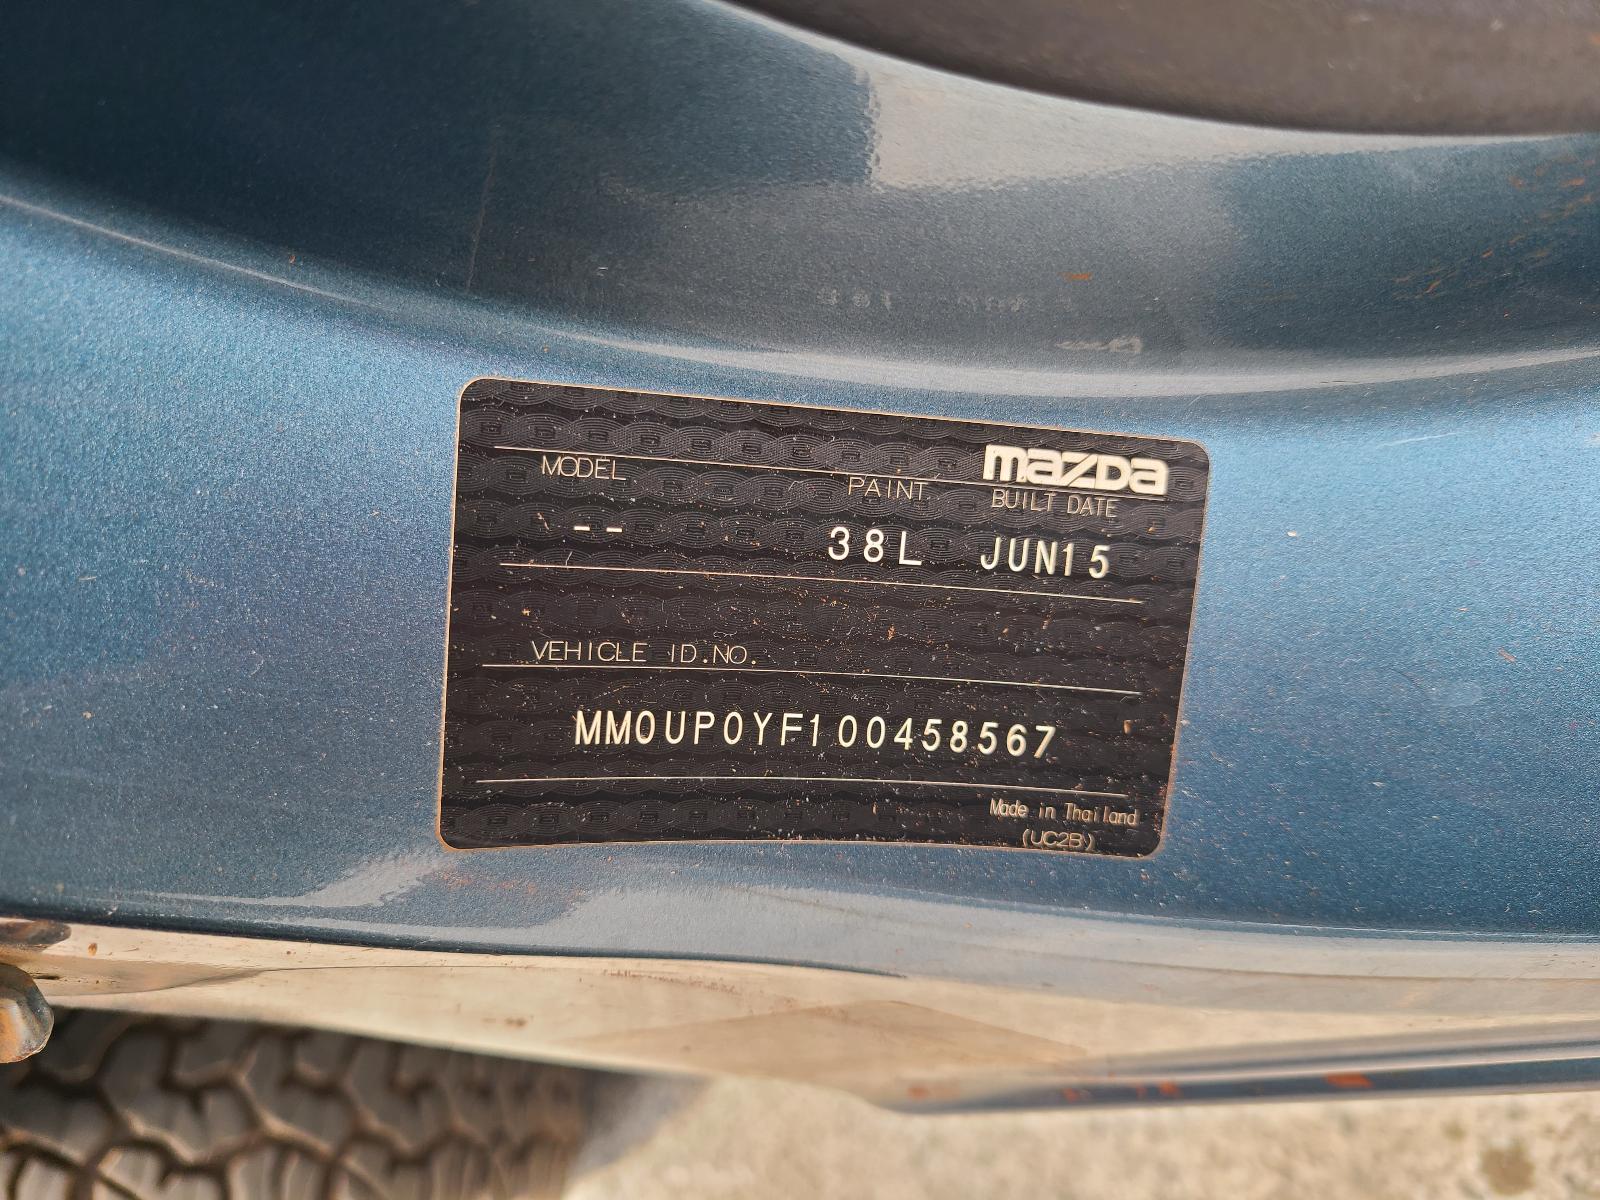 mazda
MODEL PAINT BUILT DATE
-- 38L JUN15
VEHICLE ID.NO.
MM0UP0YF100458567
Made in Thailand
(UC2B)